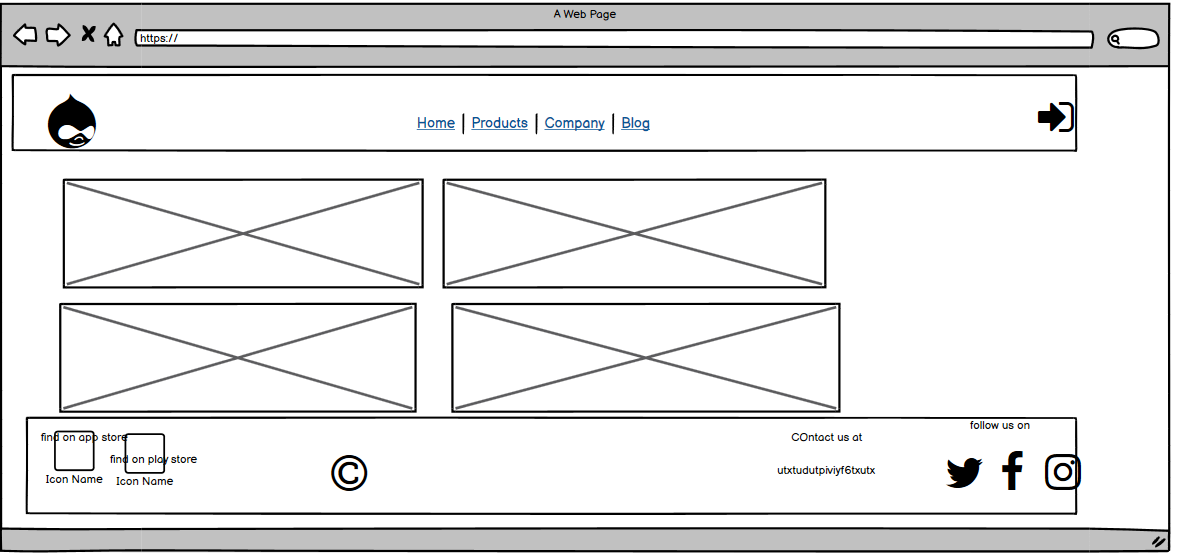 A Web Page
https://
Home | Products | Company | Blog
follow us on
find on app store
COntact us at
find on play store
utxtudutpiviyf6txutx
Icon Name
Icon Name
©